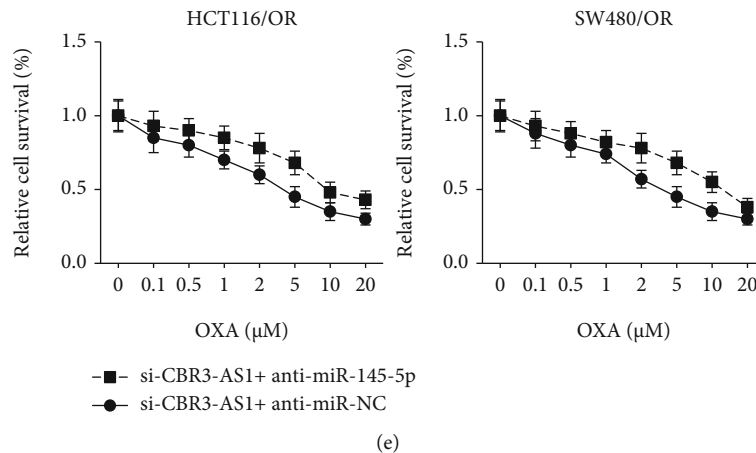 HCT116/OR
Relative cell survival (%)
1.5
1.0
0.5
0.0
0 0.1 0.5 1 2 5 10 20
OXA (μM)
SW480/OR
Relative cell survival (%)
1.5
1.0
0.5
0.0
0 0.1 0.5 1 2 5 10 20
OXA (μM)
si-CBR3-AS1+ anti-miR-145-5p
si-CBR3-AS1+ anti-miR-NC
(e)